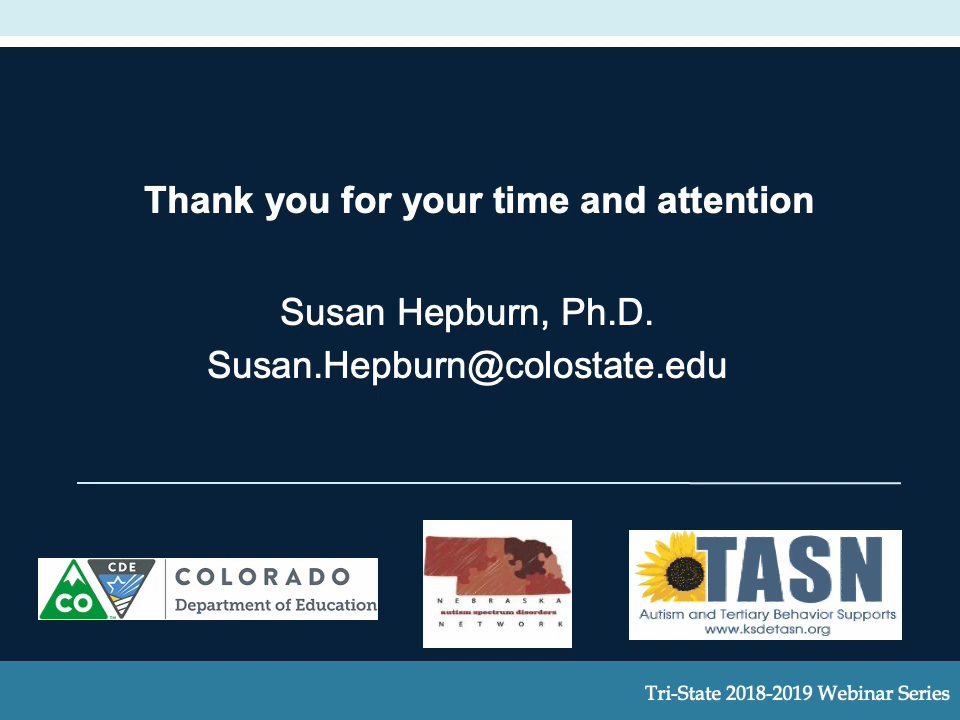 Thank you for your time and attention
Susan Hepburn, Ph.D.
Susan.Hepburn@colostate.edu
CDE
CO
TM
COLORADO
Department of Education
NEBRASKA
autism spectrum disorders
NETWORK
TASN
Autism and Tertiary Behavior Supports
www.ksdetasn.org
Tri-State 2018-2019 Webinar Series